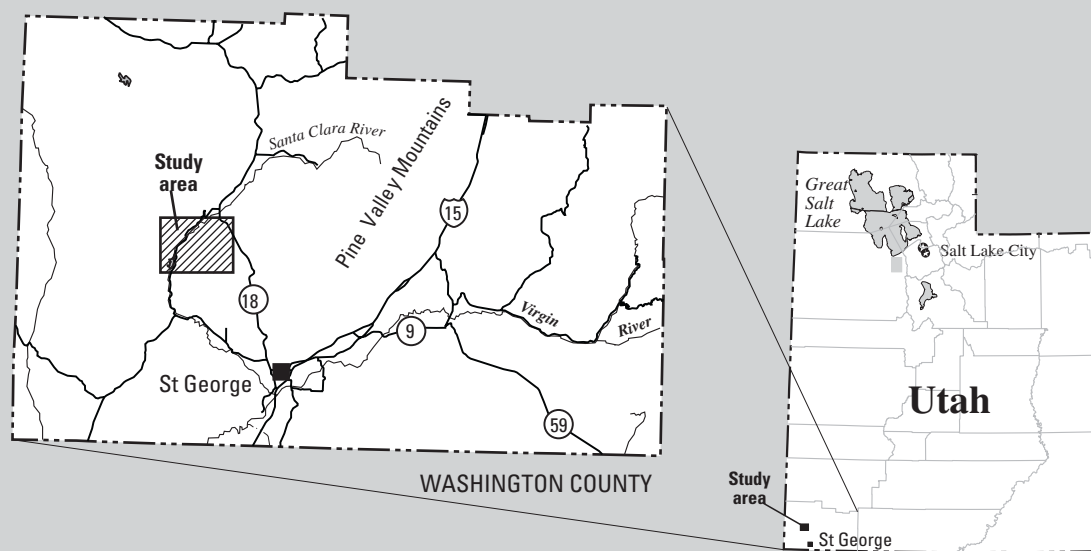 Santa Clara River
Pine Valley Mountains
Study
area
15
18
9
Virgin
River
St George
59
WASHINGTON COUNTY
Great
Salt
Lake
Salt Lake City
Utah
Study
area
St George